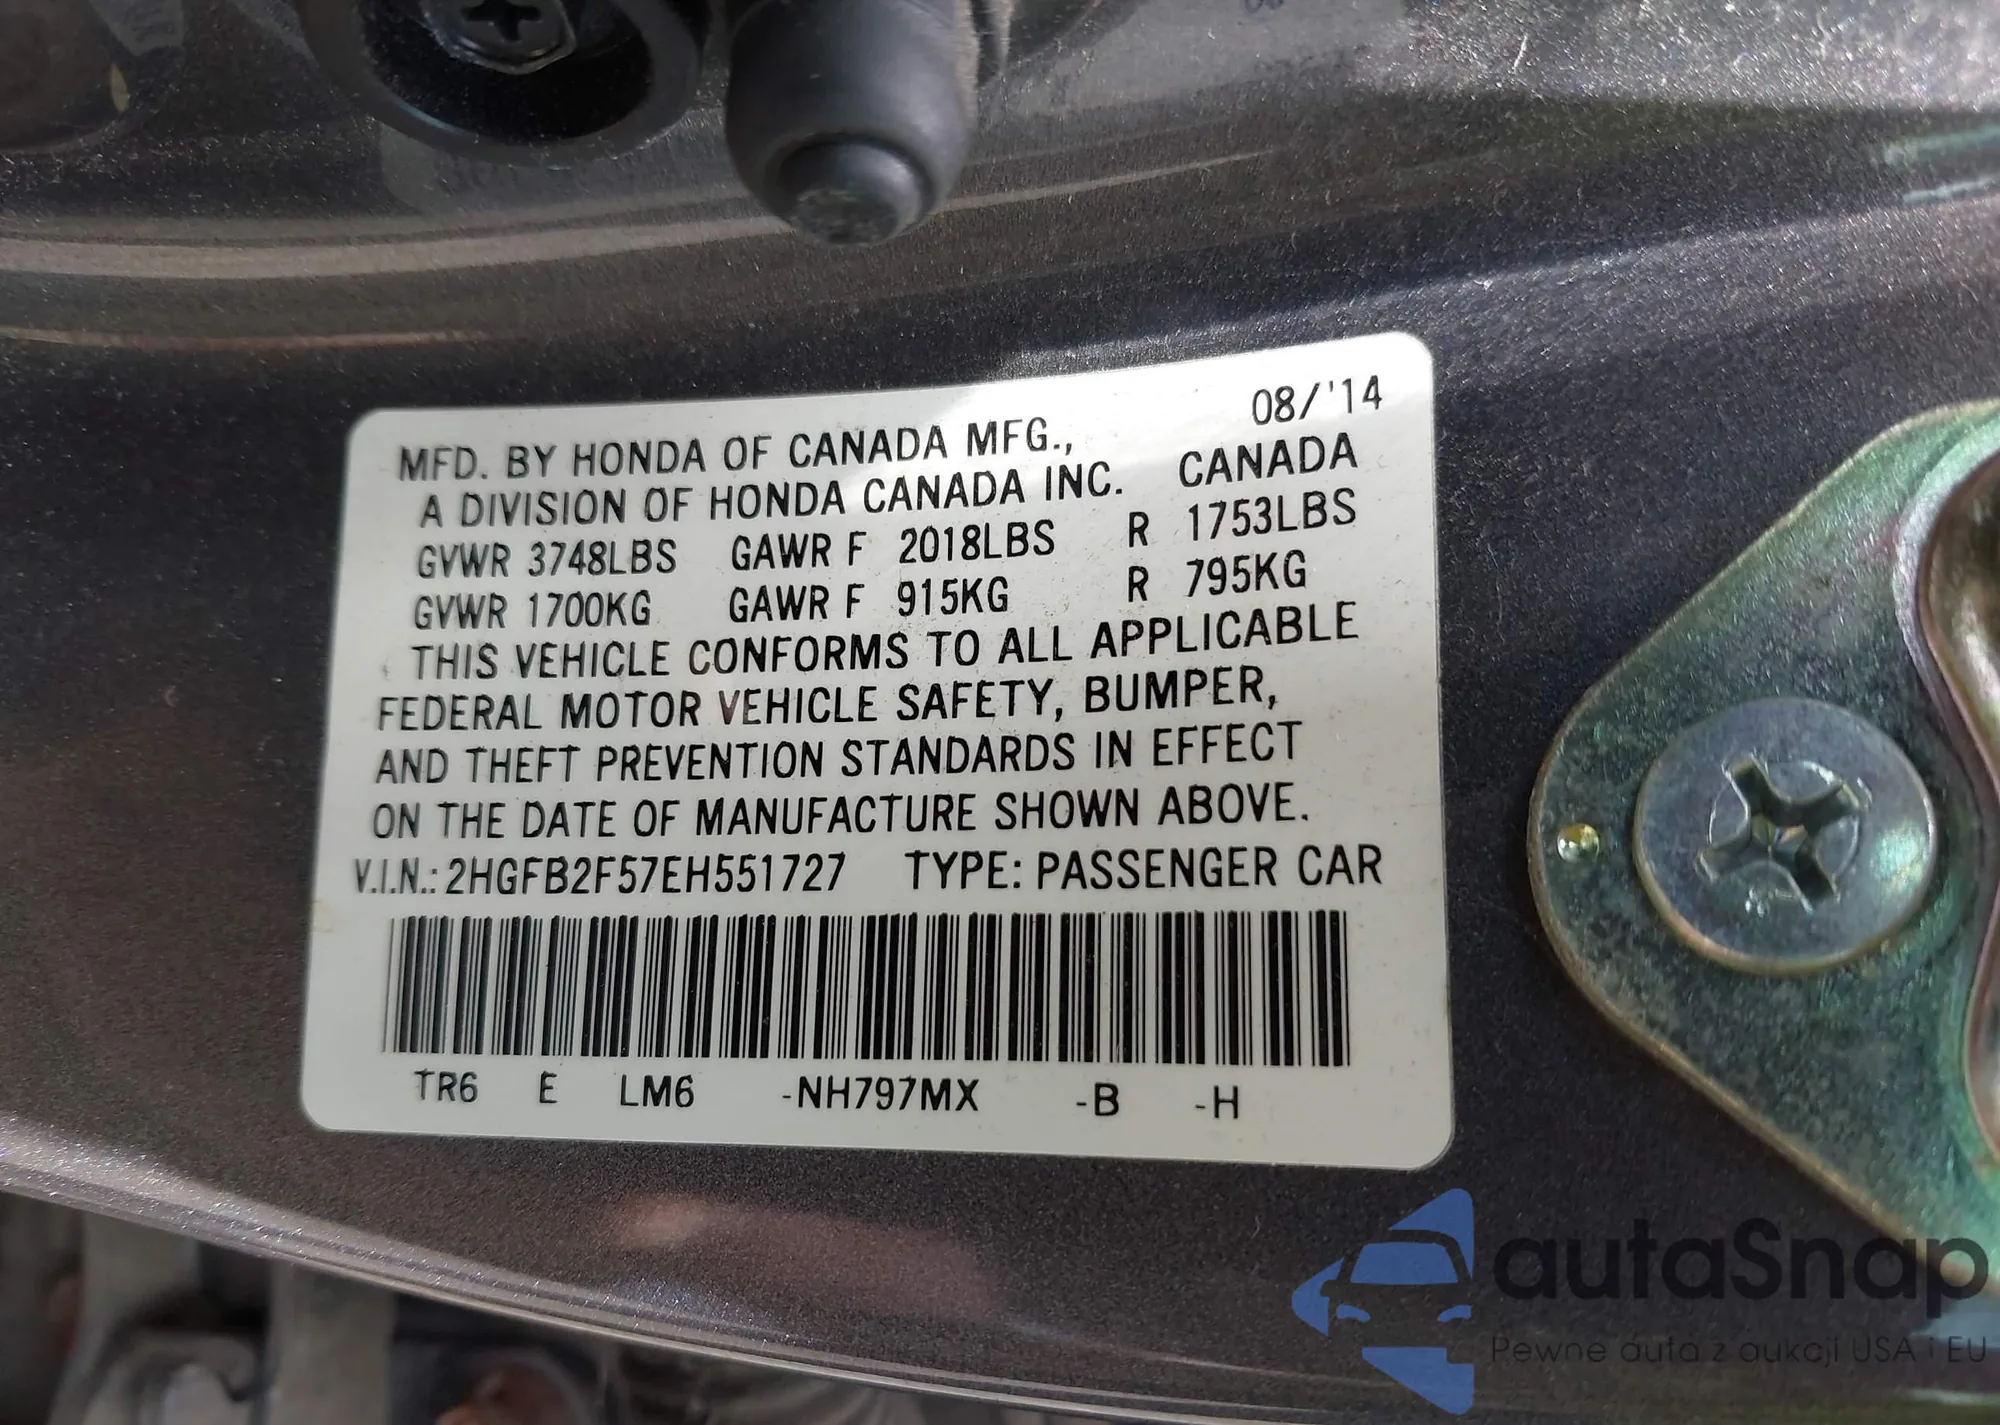 08/'14
MFD. BY HONDA OF CANADA MFG.,
A DIVISION OF HONDA CANADA INC. CANADA
GVWR 3748LBS GAWR F 2018LBS R 1753LBS
GVWR 1700KG GAWR F 915KG R 795KG
THIS VEHICLE CONFORMS TO ALL APPLICABLE
FEDERAL MOTOR VEHICLE SAFETY, BUMPER,
AND THEFT PREVENTION STANDARDS IN EFFECT
ON THE DATE OF MANUFACTURE SHOWN ABOVE.
V.I.N.: 2HGFB2F57EH551727 TYPE: PASSENGER CAR
TR6 E LM6 -NH797MX -B -H
autaSnap
Pewne auta z aukcji USA i EU